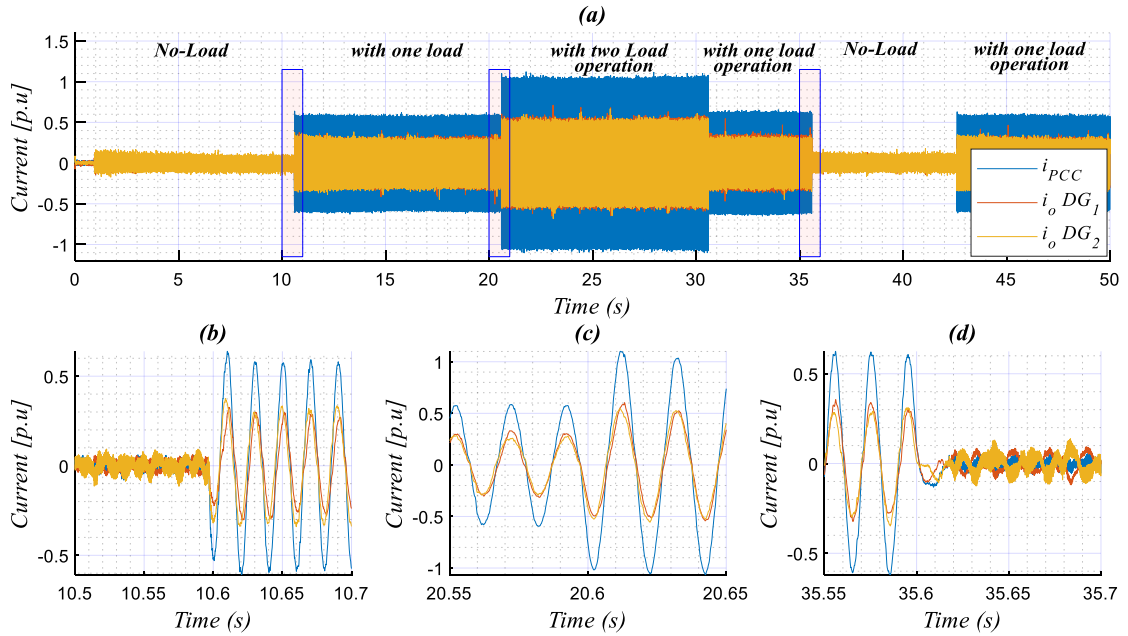 (a)
No-Load
with one load
with two Load operation
with one load operation
No-Load
with one load operation
Current [p.u]
1.5
1
0.5
0
-0.5
-1
i_PCC
i_o DG_1
i_o DG_2
0 5 10 15 20 25 30 35 40 45 50
Time (s)
(b)
Current [p.u]
0.5
0
-0.5
10.5 10.55 10.6 10.65 10.7
Time (s)
(c)
Current [p.u]
1
0.5
0
-0.5
-1
20.55 20.6 20.65
Time (s)
(d)
Current [p.u]
0.5
0
-0.5
35.55 35.6 35.65 35.7
Time (s)